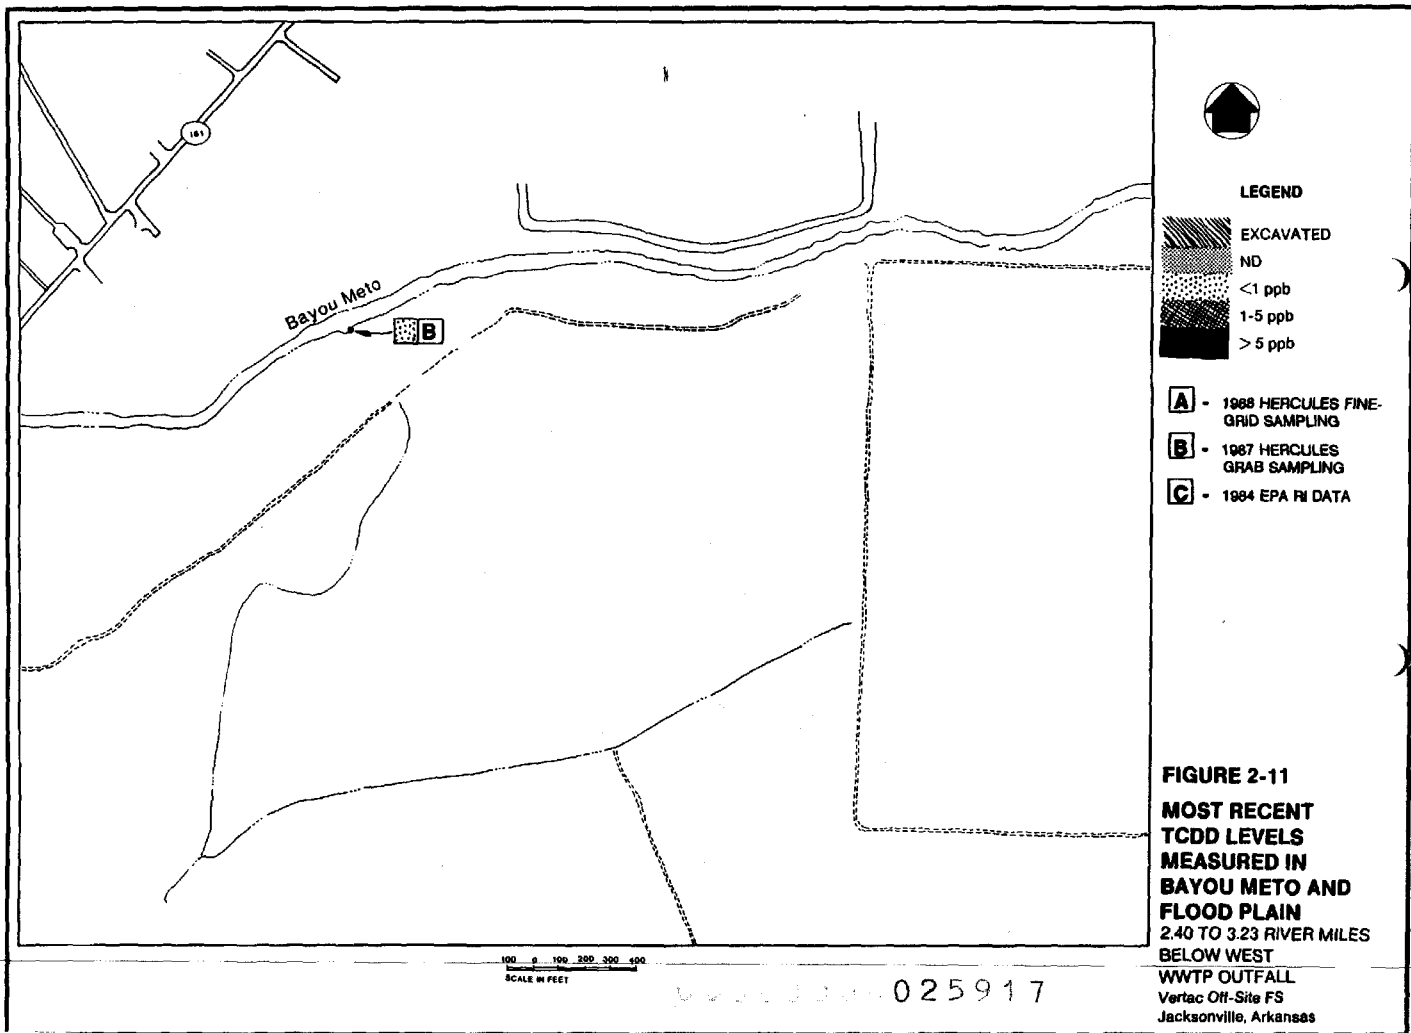 161
Bayou Meto
B
LEGEND
EXCAVATED
ND
<1 ppb
1-5 ppb
> 5 ppb
A - 1988 HERCULES FINE-
GRID SAMPLING
B - 1987 HERCULES
GRAB SAMPLING
C - 1984 EPA RI DATA
FIGURE 2-11
MOST RECENT
TCDD LEVELS
MEASURED IN
BAYOU METO AND
FLOOD PLAIN
2.40 TO 3.23 RIVER MILES
BELOW WEST
WWTP OUTFALL
Vertac Off-Site FS
Jacksonville, Arkansas
100 0 100 200 300 400
SCALE IN FEET
025917